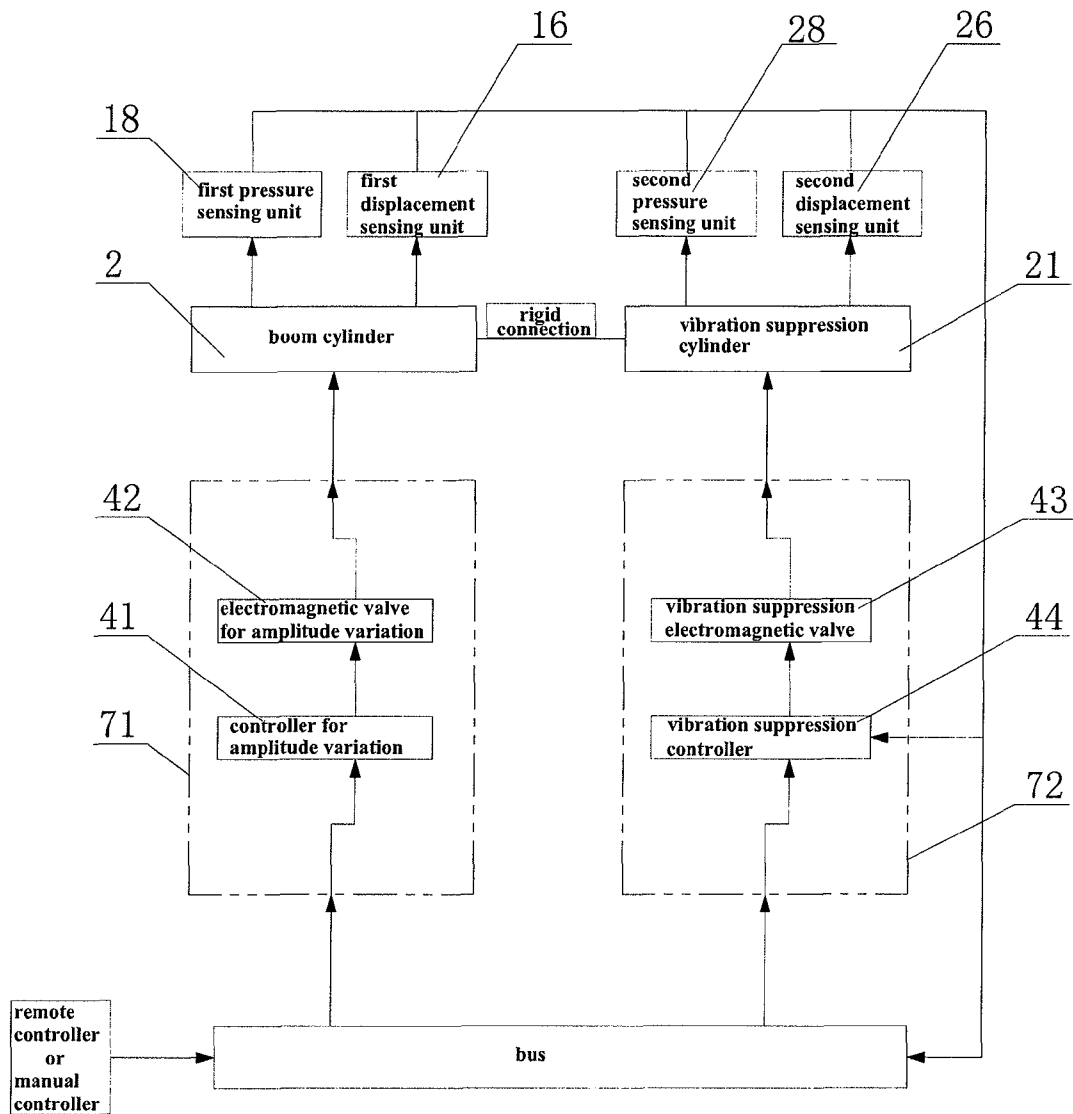 16
28
26
18
first pressure
sensing unit
first
displacement
sensing unit
second
pressure
sensing unit
second
displacement
sensing unit
2
21
boom cylinder
rigid
connection
vibration suppression
cylinder
42
43
electromagnetic valve
for amplitude variation
vibration suppression
electromagnetic valve
41
44
controller for
amplitude variation
vibration suppression
controller
71
72
remote
controller
or
manual
controller
bus